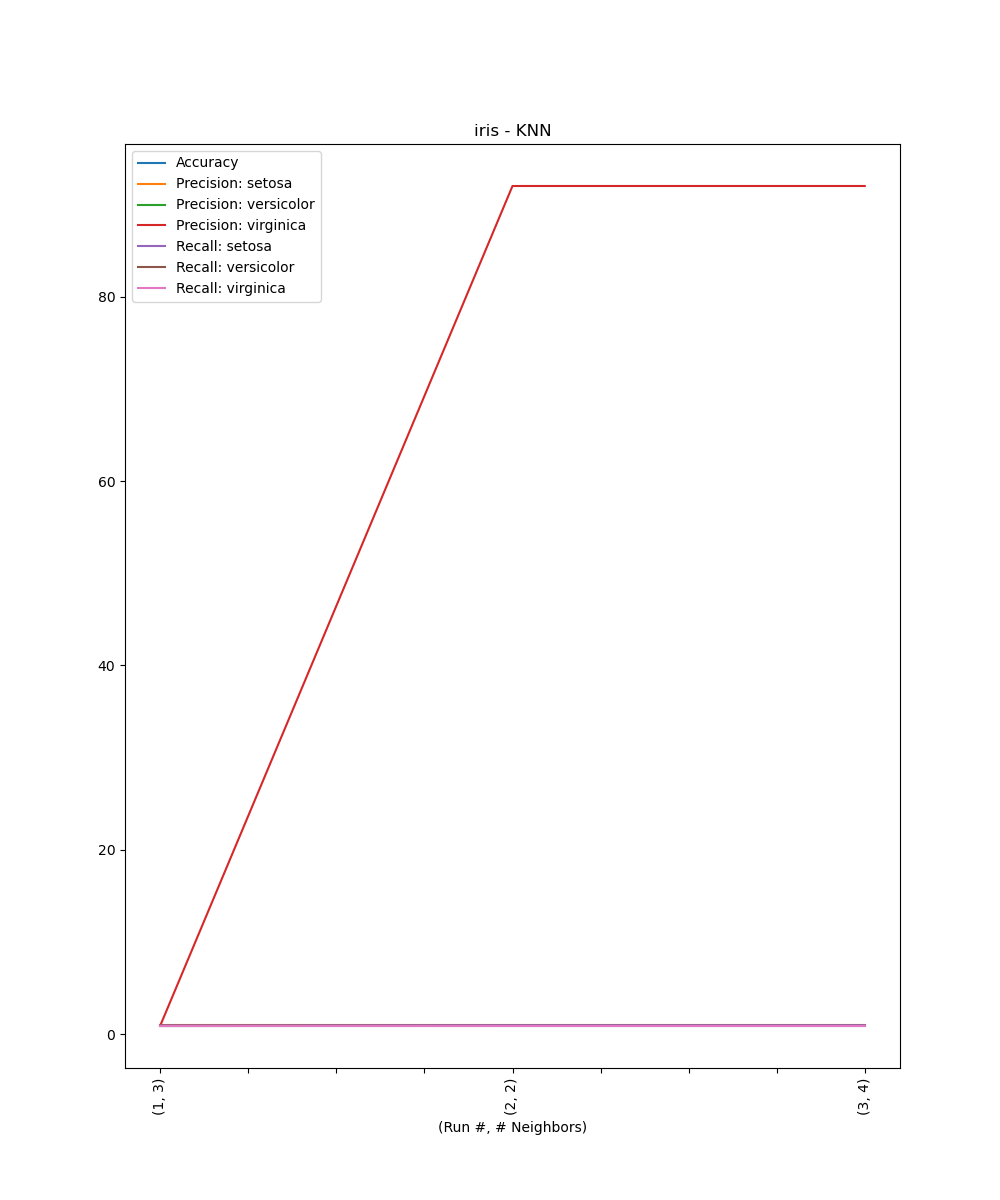 iris - KNN
Accuracy
Precision: setosa
Precision: versicolor
Precision: virginica
Recall: setosa
Recall: versicolor
Recall: virginica
80
60
40
20
0
(1, 3)
(2, 2)
(3, 4)
(Run #, # Neighbors)